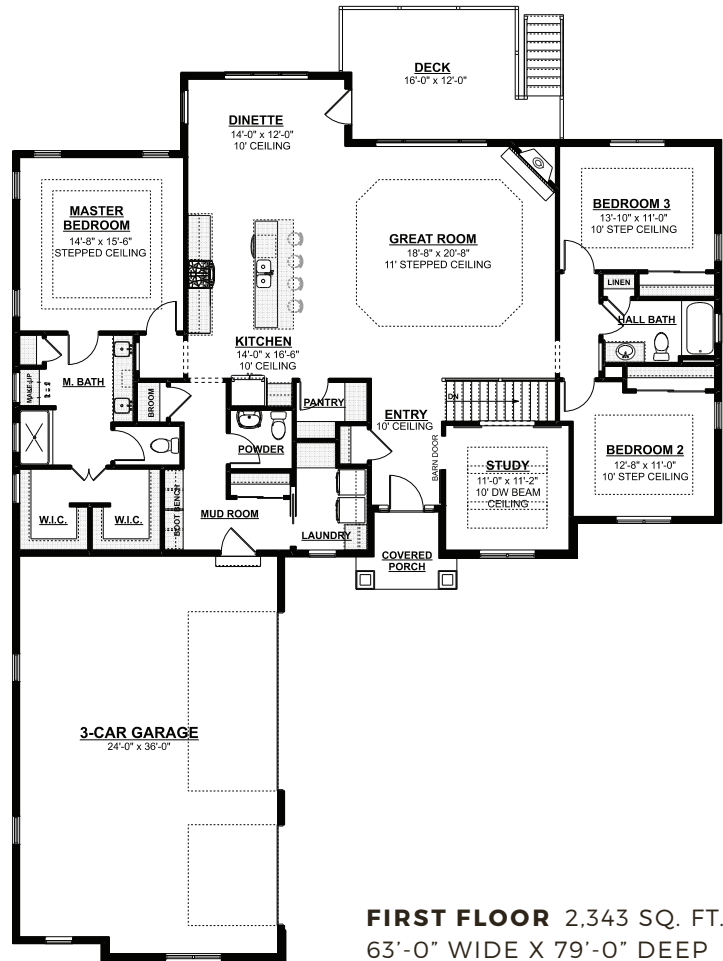 DECK
16'-0" x 12'-0"
DINETTE
14'-0" x 12'-0"
10' CEILING
MASTER
BEDROOM
14'-8" x 15'-6"
STEPPED CEILING
GREAT ROOM
18'-8" x 20'-8"
11' STEPPED CEILING
BEDROOM 3
13'-10" x 11'-0"
10' STEP CEILING
LINEN
HALL BATH
KITCHEN
14'-0" x 16'-6"
10' CEILING
MAKE-UP
M. BATH
BROOM
PANTRY
POWDER
ENTRY
10' CEILING
DN
BARN DOOR
STUDY
11'-0" x 11'-2"
10' DW BEAM
CEILING
BEDROOM 2
12'-8" x 11'-0"
10' STEP CEILING
W.I.C.
W.I.C.
BOOT BENCH
MUD ROOM
LAUNDRY
COVERED
PORCH
3-CAR GARAGE
24'-0" x 36'-0"
FIRST FLOOR 2,343 SQ. FT.
63'-0" WIDE X 79'-0" DEEP